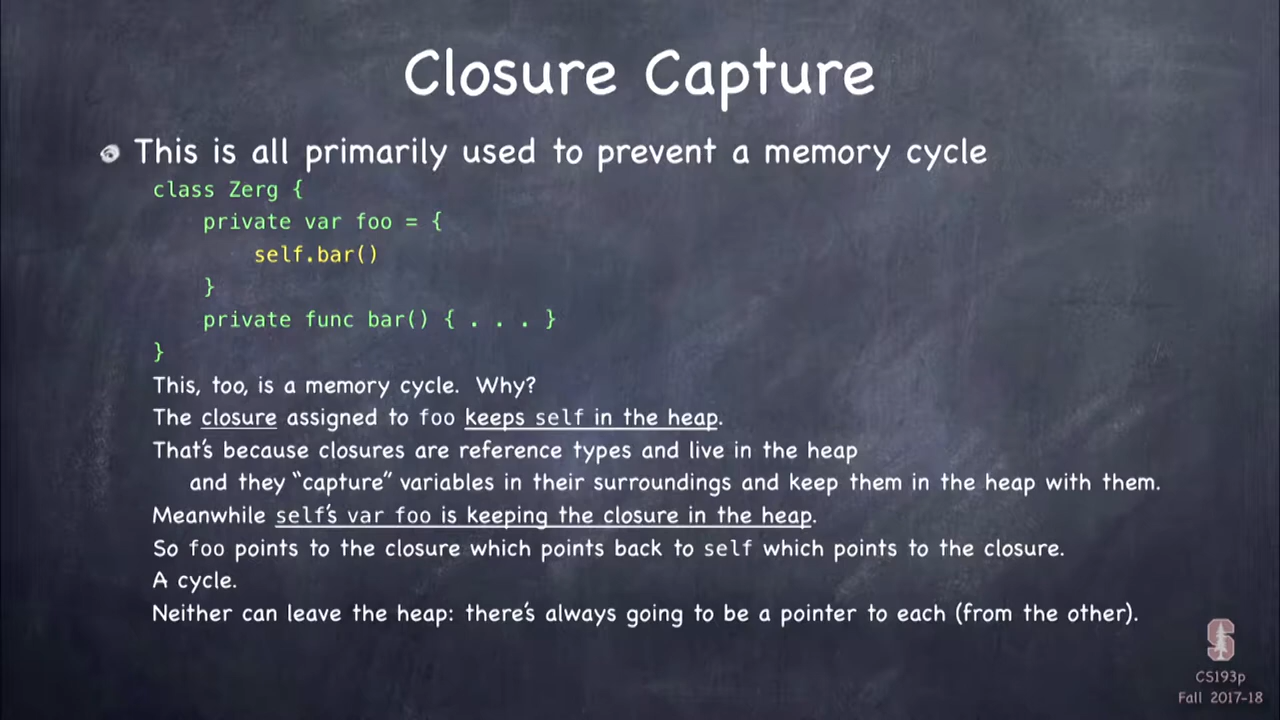 Closure Capture
This is all primarily used to prevent a memory cycle
class Zerg {
private var foo = {
self.bar()
}
private func bar() { . . . }
}
This, too, is a memory cycle. Why?
The closure assigned to foo keeps self in the heap.
That's because closures are reference types and live in the heap
and they “capture” variables in their surroundings and keep them in the heap with them.
Meanwhile self's var foo is keeping the closure in the heap.
So foo points to the closure which points back to self which points to the closure.
A cycle.
Neither can leave the heap: there's always going to be a pointer to each (from the other).
S
CS193p
Fall 2017-18